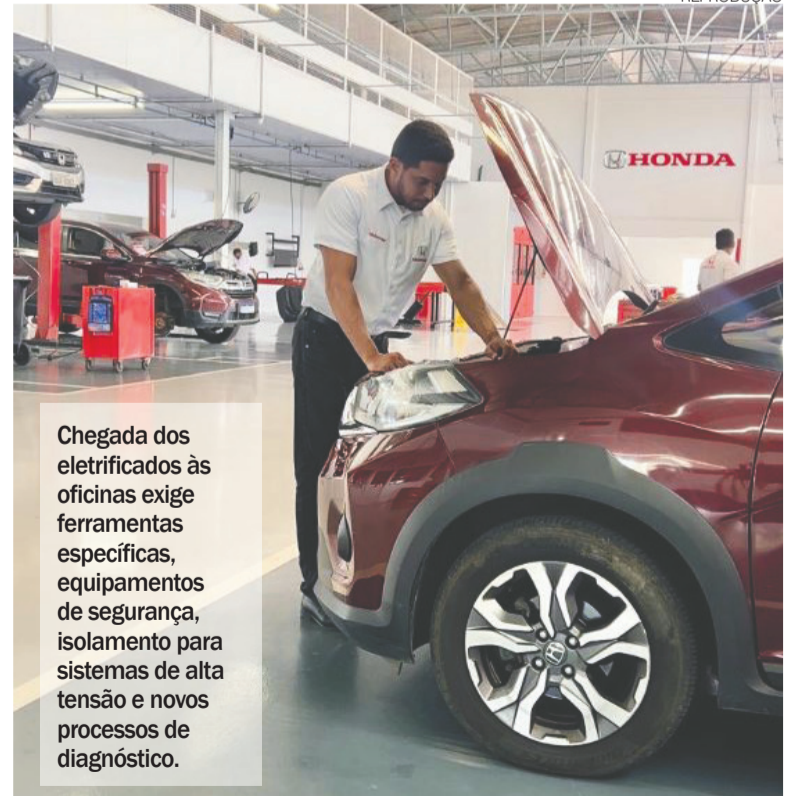 REPRODUÇÃO
HONDA
Chegada dos
eletrificados às
oficinas exige
ferramentas
específicas,
equipamentos
de segurança,
isolamento para
sistemas de alta
tensão e novos
processos de
diagnóstico.